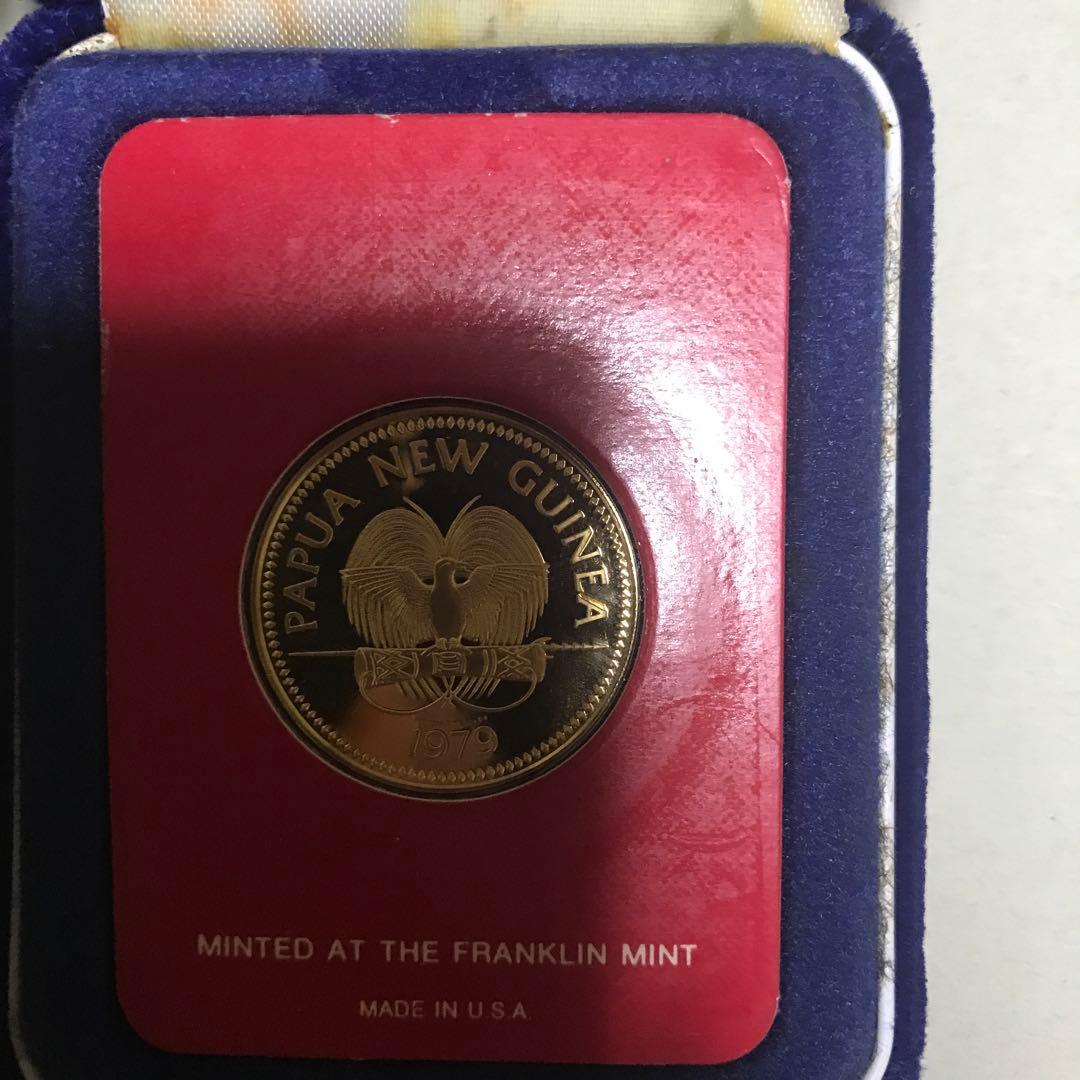 PAPUA NEW GUINEA
1979
MINTED AT THE FRANKLIN MINT
MADE IN U.S.A.